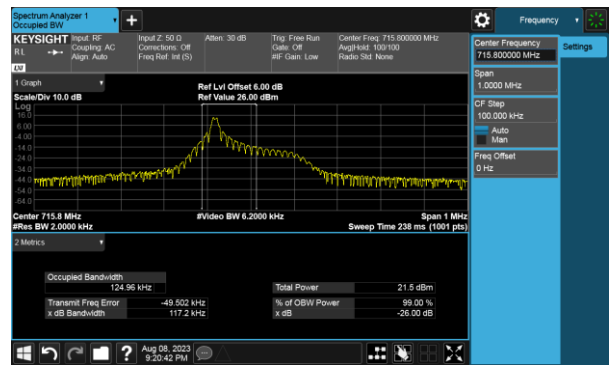 Spectrum Analyzer 1
Occupied BW
Frequency
KEYSIGHT
Input: RF
Coupling: AC
Align: Auto
RL
LXI
Input Z: 50 Ω
Corrections: Off
Freq Ref: Int (S)
Atten: 30 dB
Trig: Free Run
Gate: Off
#IF Gain: Low
Center Freq: 715.800000 MHz
Avg|Hold: 100/100
Radio Std: None
Center Frequency
715.800000 MHz
Settings
Span
1.0000 MHz
CF Step
100.000 kHz
Auto
Man
Freq Offset
0 Hz
1 Graph
Scale/Div 10.0 dB
Ref Lvl Offset 6.00 dB
Ref Value 26.00 dBm
Log
16.0
6.00
-4.00
-14.0
-24.0
-34.0
-44.0
-54.0
-64.0
Center 715.8 MHz
#Res BW 2.0000 kHz
#Video BW 6.2000 kHz
Span 1 MHz
Sweep Time 238 ms (1001 pts)
2 Metrics
Occupied Bandwidth
124.96 kHz
Total Power 21.5 dBm
Transmit Freq Error -49.502 kHz
% of OBW Power 99.00 %
x dB Bandwidth 117.2 kHz
x dB -26.00 dB
?
Aug 08, 2023
9:20:42 PM